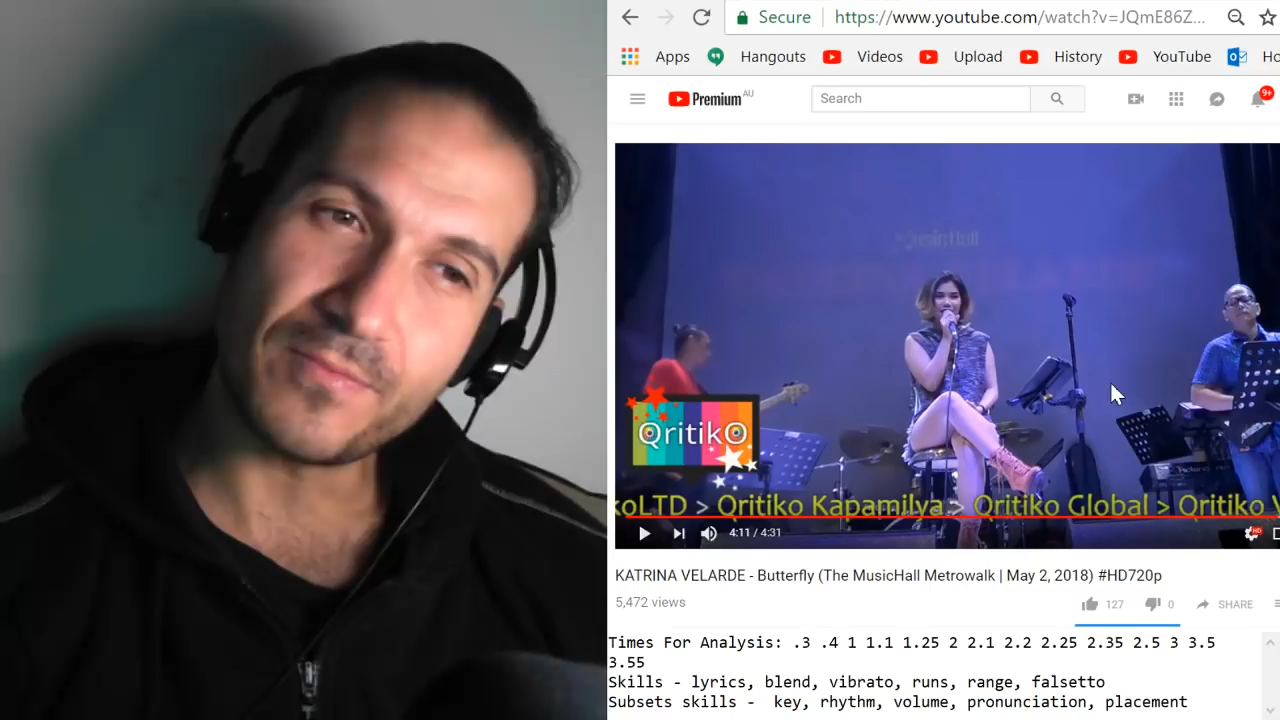 Secure https://www.youtube.com/watch?v=JQmE86Z...
Apps Hangouts Videos Upload History YouTube Ho
Premium AU Search 9+
QritikO
koLTD > Qritiko Kapamilya > Qritiko Global > Qritiko V
4:11 / 4:31 HD
KATRINA VELARDE - Butterfly (The MusicHall Metrowalk | May 2, 2018) #HD720p
5,472 views 127 0 SHARE
Times For Analysis: .3 .4 1 1.1 1.25 2 2.1 2.2 2.25 2.35 2.5 3 3.5
3.55
Skills - lyrics, blend, vibrato, runs, range, falsetto
Subsets skills - key, rhythm, volume, pronunciation, placement